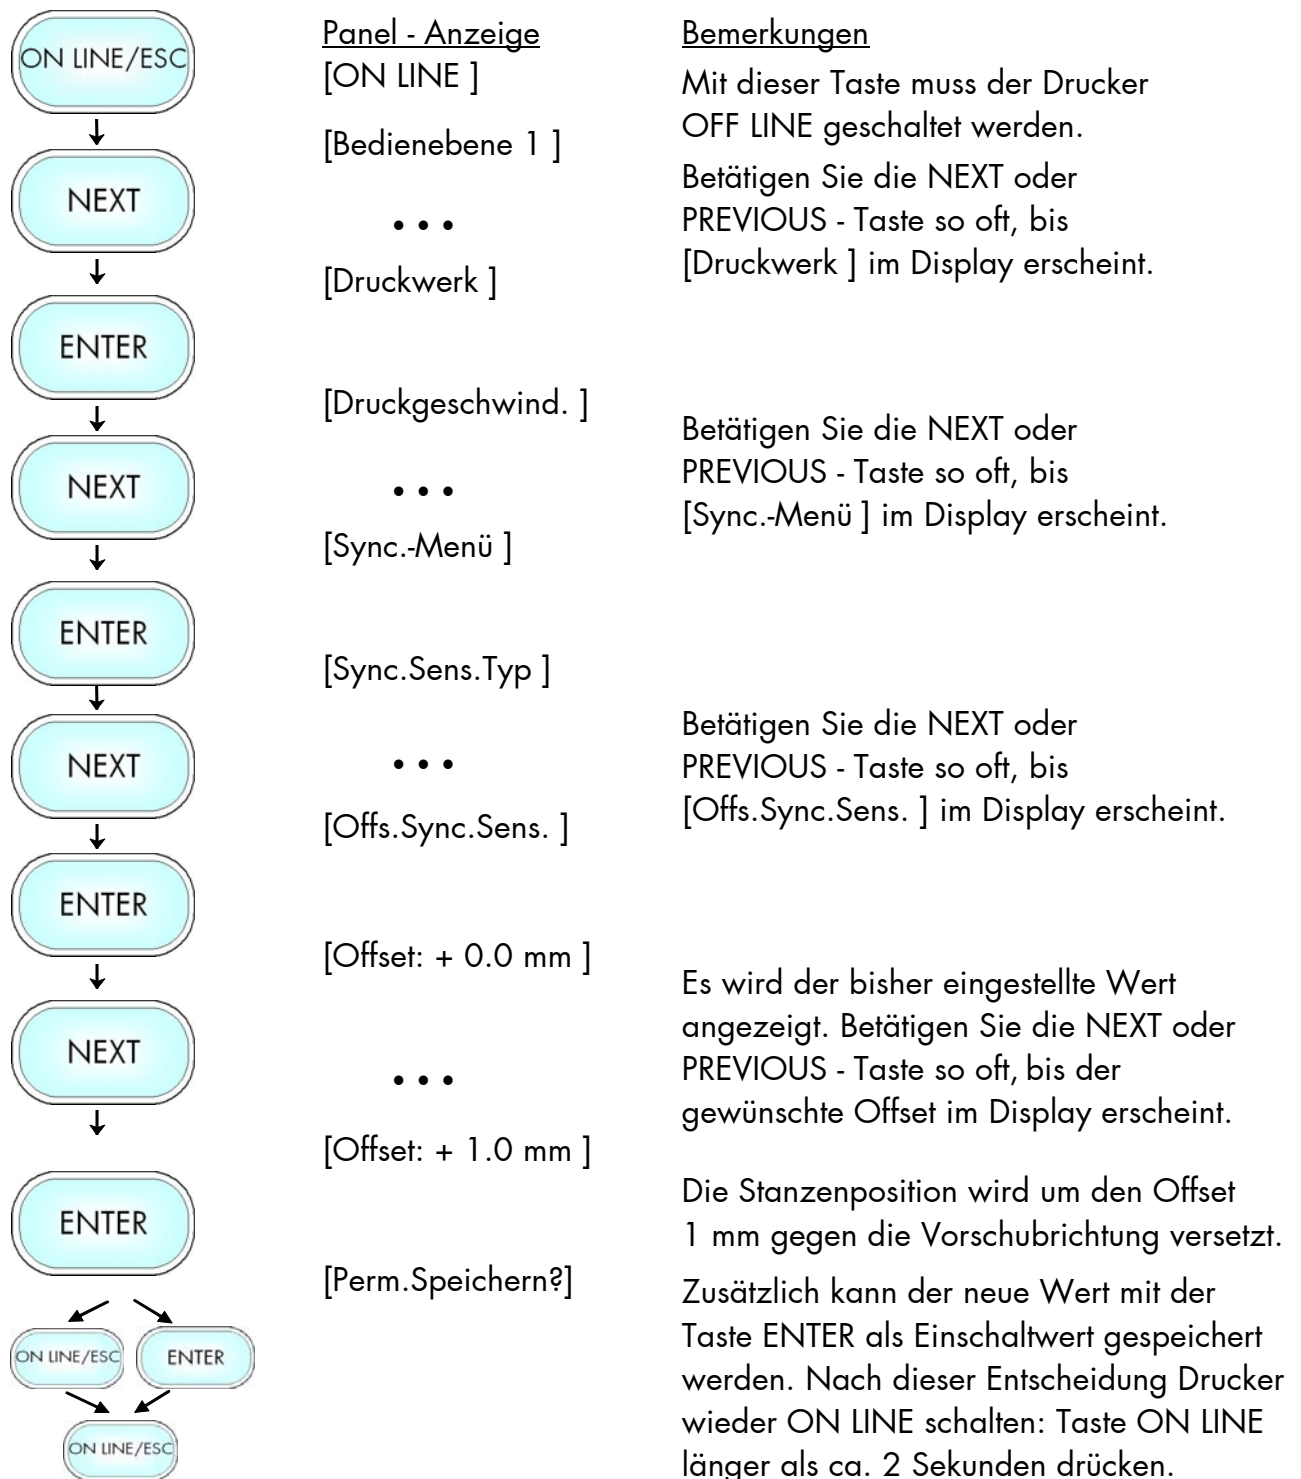 ON LINE/ESC
NEXT
ENTER
NEXT
ENTER
NEXT
ENTER
NEXT
ENTER
ON LINE/ESC
ENTER
ON LINE/ESC
Panel - Anzeige
[ON LINE ]
[Bedienebene 1 ]
• • •
[Druckwerk ]
[Druckgeschwind. ]
• • •
[Sync.-Menü ]
[Sync.Sens.Typ ]
• • •
[Offs.Sync.Sens. ]
[Offset: + 0.0 mm ]
• • •
[Offset: + 1.0 mm ]
[Perm.Speichern?]
Bemerkungen
Mit dieser Taste muss der Drucker
OFF LINE geschaltet werden.
Betätigen Sie die NEXT oder
PREVIOUS - Taste so oft, bis
[Druckwerk ] im Display erscheint.
Betätigen Sie die NEXT oder
PREVIOUS - Taste so oft, bis
[Sync.-Menü ] im Display erscheint.
Betätigen Sie die NEXT oder
PREVIOUS - Taste so oft, bis
[Offs.Sync.Sens. ] im Display erscheint.
Es wird der bisher eingestellte Wert
angezeigt. Betätigen Sie die NEXT oder
PREVIOUS - Taste so oft, bis der
gewünschte Offset im Display erscheint.
Die Stanzenposition wird um den Offset
1 mm gegen die Vorschubrichtung versetzt.
Zusätzlich kann der neue Wert mit der
Taste ENTER als Einschaltwert gespeichert
werden. Nach dieser Entscheidung Drucker
wieder ON LINE schalten: Taste ON LINE
länger als ca. 2 Sekunden drücken.